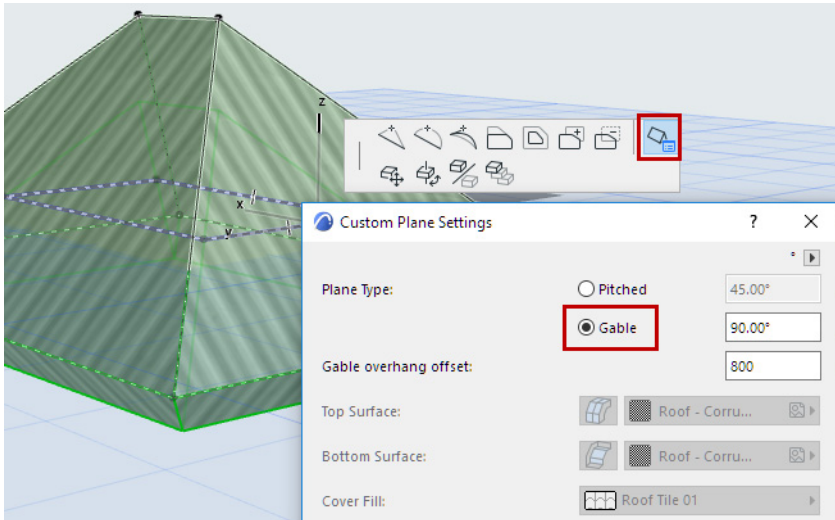 z
x
y
Custom Plane Settings ?
°
Plane Type: Pitched 45.00°
Gable 90.00°
Gable overhang offset: 800
Top Surface: Roof - Corru...
Bottom Surface: Roof - Corru...
Cover Fill: Roof Tile 01